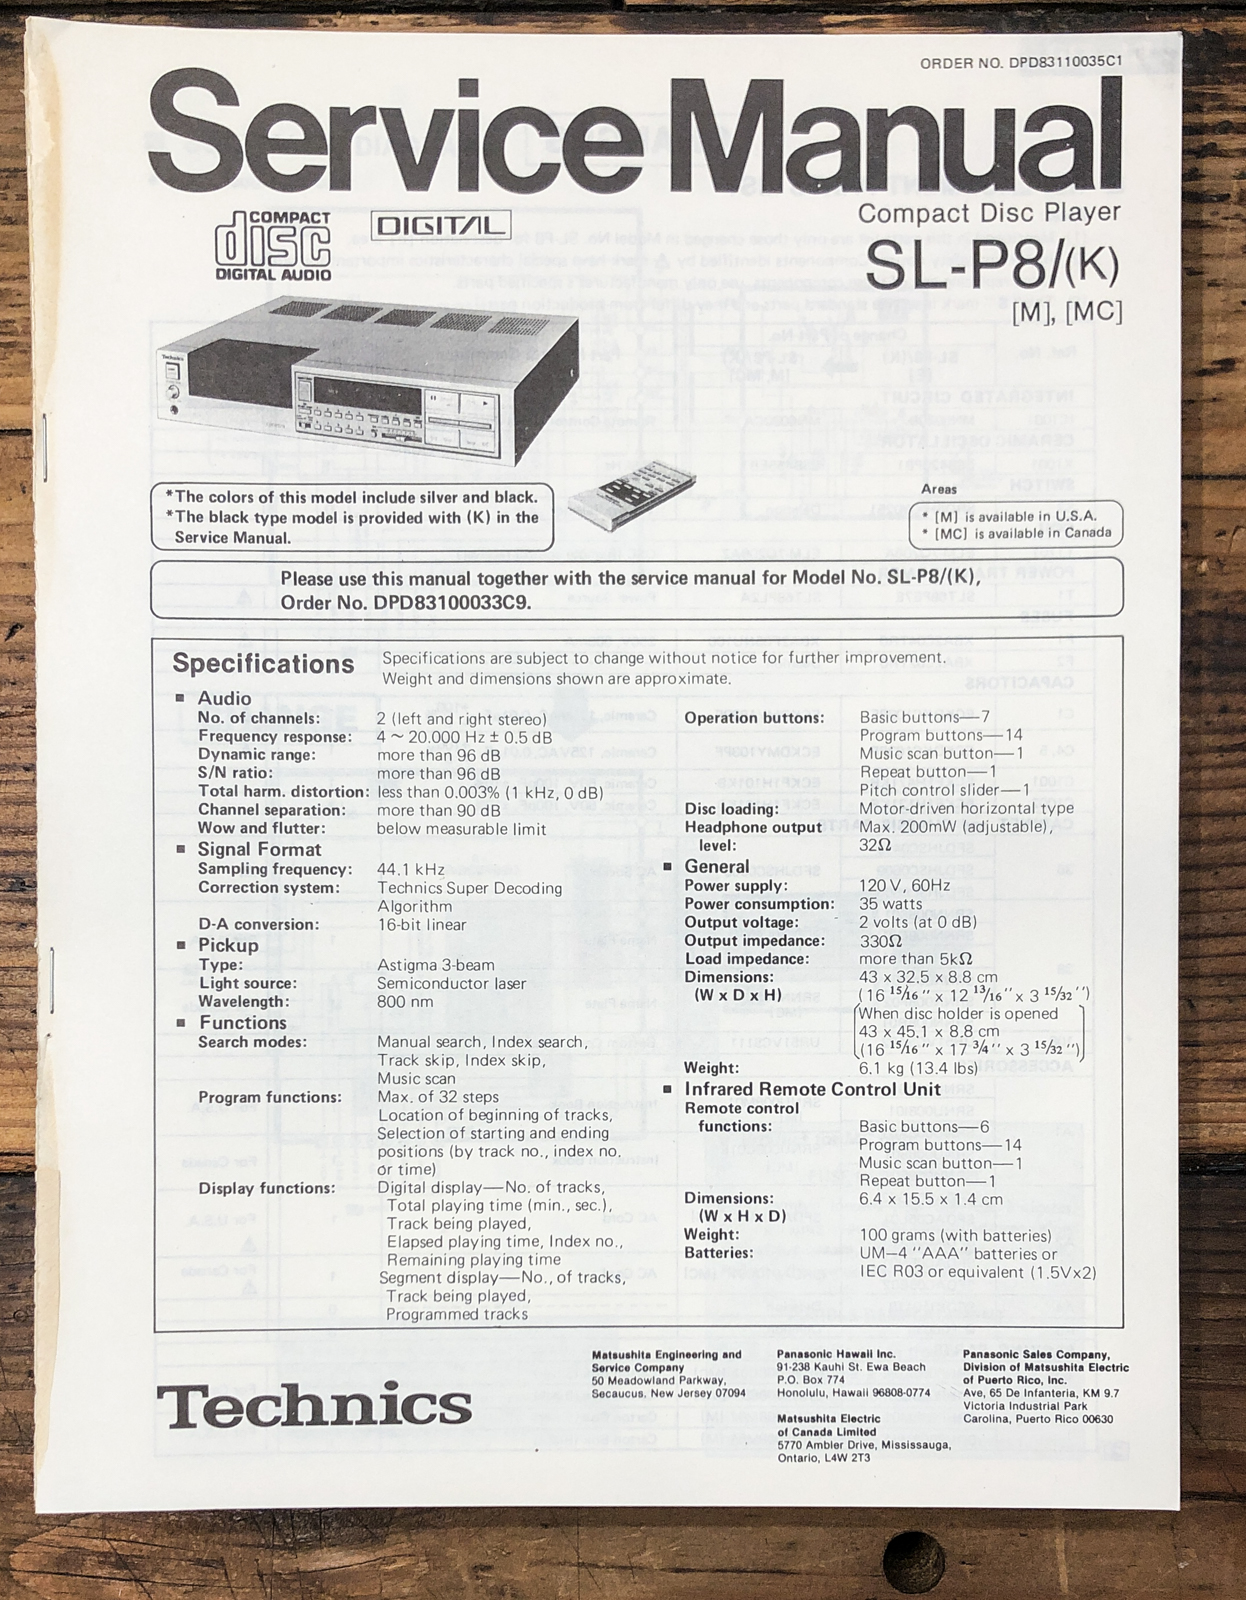 ORDER NO. DPD83110035C1
Service Manual
COMPACT
disc
DIGITAL AUDIO
DIGITAL
Compact Disc Player
SL-P8/(K)
[M], [MC]
Technics
*The colors of this model include silver and black.
*The black type model is provided with (K) in the
Service Manual.
Areas
* [M] is available in U.S.A.
* [MC] is available in Canada
Please use this manual together with the service manual for Model No. SL-P8/(K),
Order No. DPD83100033C9.
Specifications
Specifications are subject to change without notice for further improvement.
Weight and dimensions shown are approximate.
■ Audio
No. of channels: 2 (left and right stereo)
Frequency response: 4 ~ 20.000 Hz ± 0.5 dB
Dynamic range: more than 96 dB
S/N ratio: more than 96 dB
Total harm. distortion: less than 0.003% (1 kHz, 0 dB)
Channel separation: more than 90 dB
Wow and flutter: below measurable limit
■ Signal Format
Sampling frequency: 44.1 kHz
Correction system: Technics Super Decoding
Algorithm
D-A conversion: 16-bit linear
■ Pickup
Type: Astigma 3-beam
Light source: Semiconductor laser
Wavelength: 800 nm
■ Functions
Search modes: Manual search, Index search,
Track skip, Index skip,
Music scan
Program functions: Max. of 32 steps
Location of beginning of tracks,
Selection of starting and ending
positions (by track no., index no.
or time)
Display functions: Digital display—No. of tracks,
Total playing time (min., sec.),
Track being played,
Elapsed playing time, Index no.,
Remaining playing time
Segment display—No., of tracks,
Track being played,
Programmed tracks
Operation buttons: Basic buttons—7
Program buttons—14
Music scan button—1
Repeat button—1
Pitch control slider—1
Disc loading: Motor-driven horizontal type
Headphone output Max. 200mW (adjustable),
level: 32Ω
■ General
Power supply: 120 V, 60Hz
Power consumption: 35 watts
Output voltage: 2 volts (at 0 dB)
Output impedance: 330Ω
Load impedance: more than 5kΩ
Dimensions: 43 x 32.5 x 8.8 cm
(W x D x H) (16 15/16" x 12 13/16" x 3 15/32")
(When disc holder is opened
43 x 45.1 x 8.8 cm
(16 15/16" x 17 3/4" x 3 15/32"))
Weight: 6.1 kg (13.4 lbs)
■ Infrared Remote Control Unit
Remote control
functions: Basic buttons—6
Program buttons—14
Music scan button—1
Repeat button—1
Dimensions: 6.4 x 15.5 x 1.4 cm
(W x H x D)
Weight: 100 grams (with batteries)
Batteries: UM-4 "AAA" batteries or
IEC R03 or equivalent (1.5Vx2)
Technics
Matsushita Engineering and
Service Company
50 Meadowland Parkway,
Secaucus, New Jersey 07094
Panasonic Hawaii Inc.
91-238 Kauhi St. Ewa Beach
P.O. Box 774
Honolulu, Hawaii 96808-0774
Matsushita Electric
of Canada Limited
5770 Ambler Drive, Mississauga,
Ontario, L4W 2T3
Panasonic Sales Company,
Division of Matsushita Electric
of Puerto Rico, Inc.
Ave, 65 De Infanteria, KM 9.7
Victoria Industrial Park
Carolina, Puerto Rico 00630